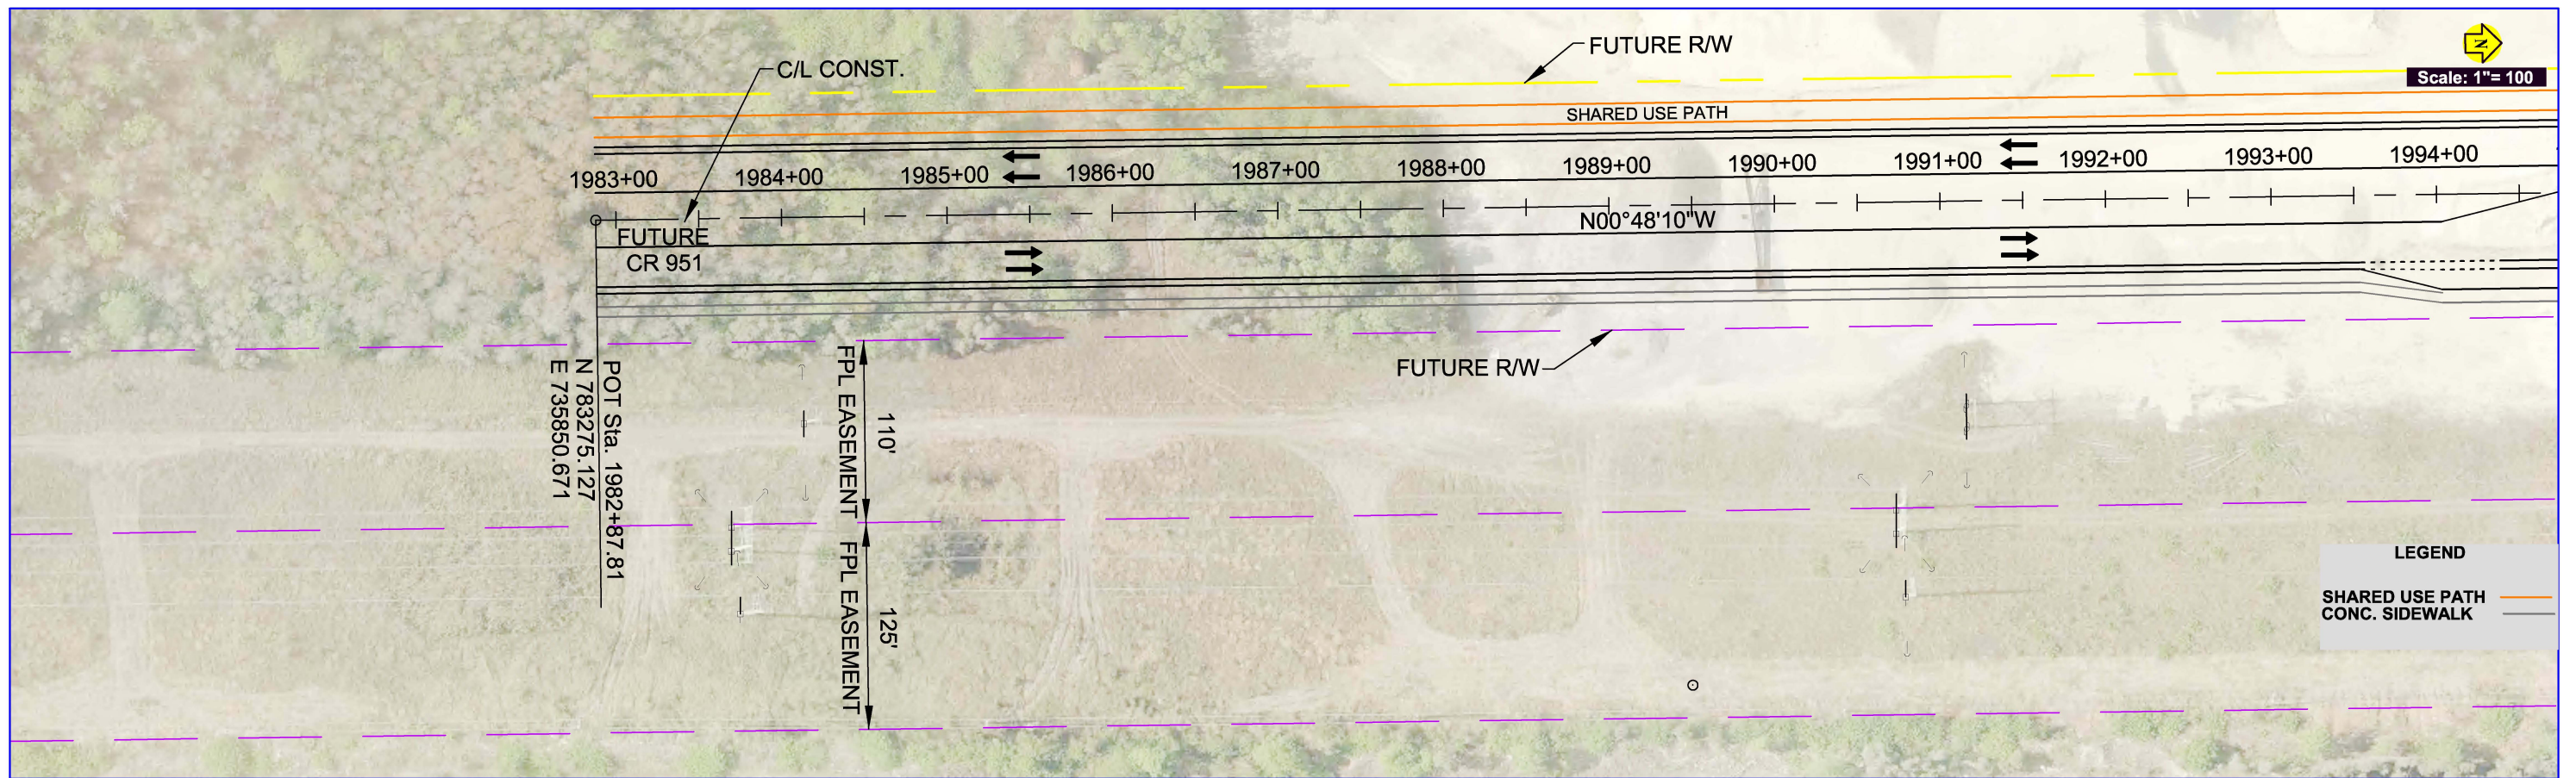 FUTURE R/W
N
C/L CONST.
Scale: 1"= 100
SHARED USE PATH
1983+00
1984+00
1985+00
1986+00
1987+00
1988+00
1989+00
1990+00
1991+00
1992+00
1993+00
1994+00
N00°48'10"W
FUTURE
CR 951
FUTURE R/W
POT Sta. 1982+87.81
N 783275.127
E 735850.671
110'
FPL EASEMENT
125'
FPL EASEMENT
LEGEND
SHARED USE PATH
CONC. SIDEWALK